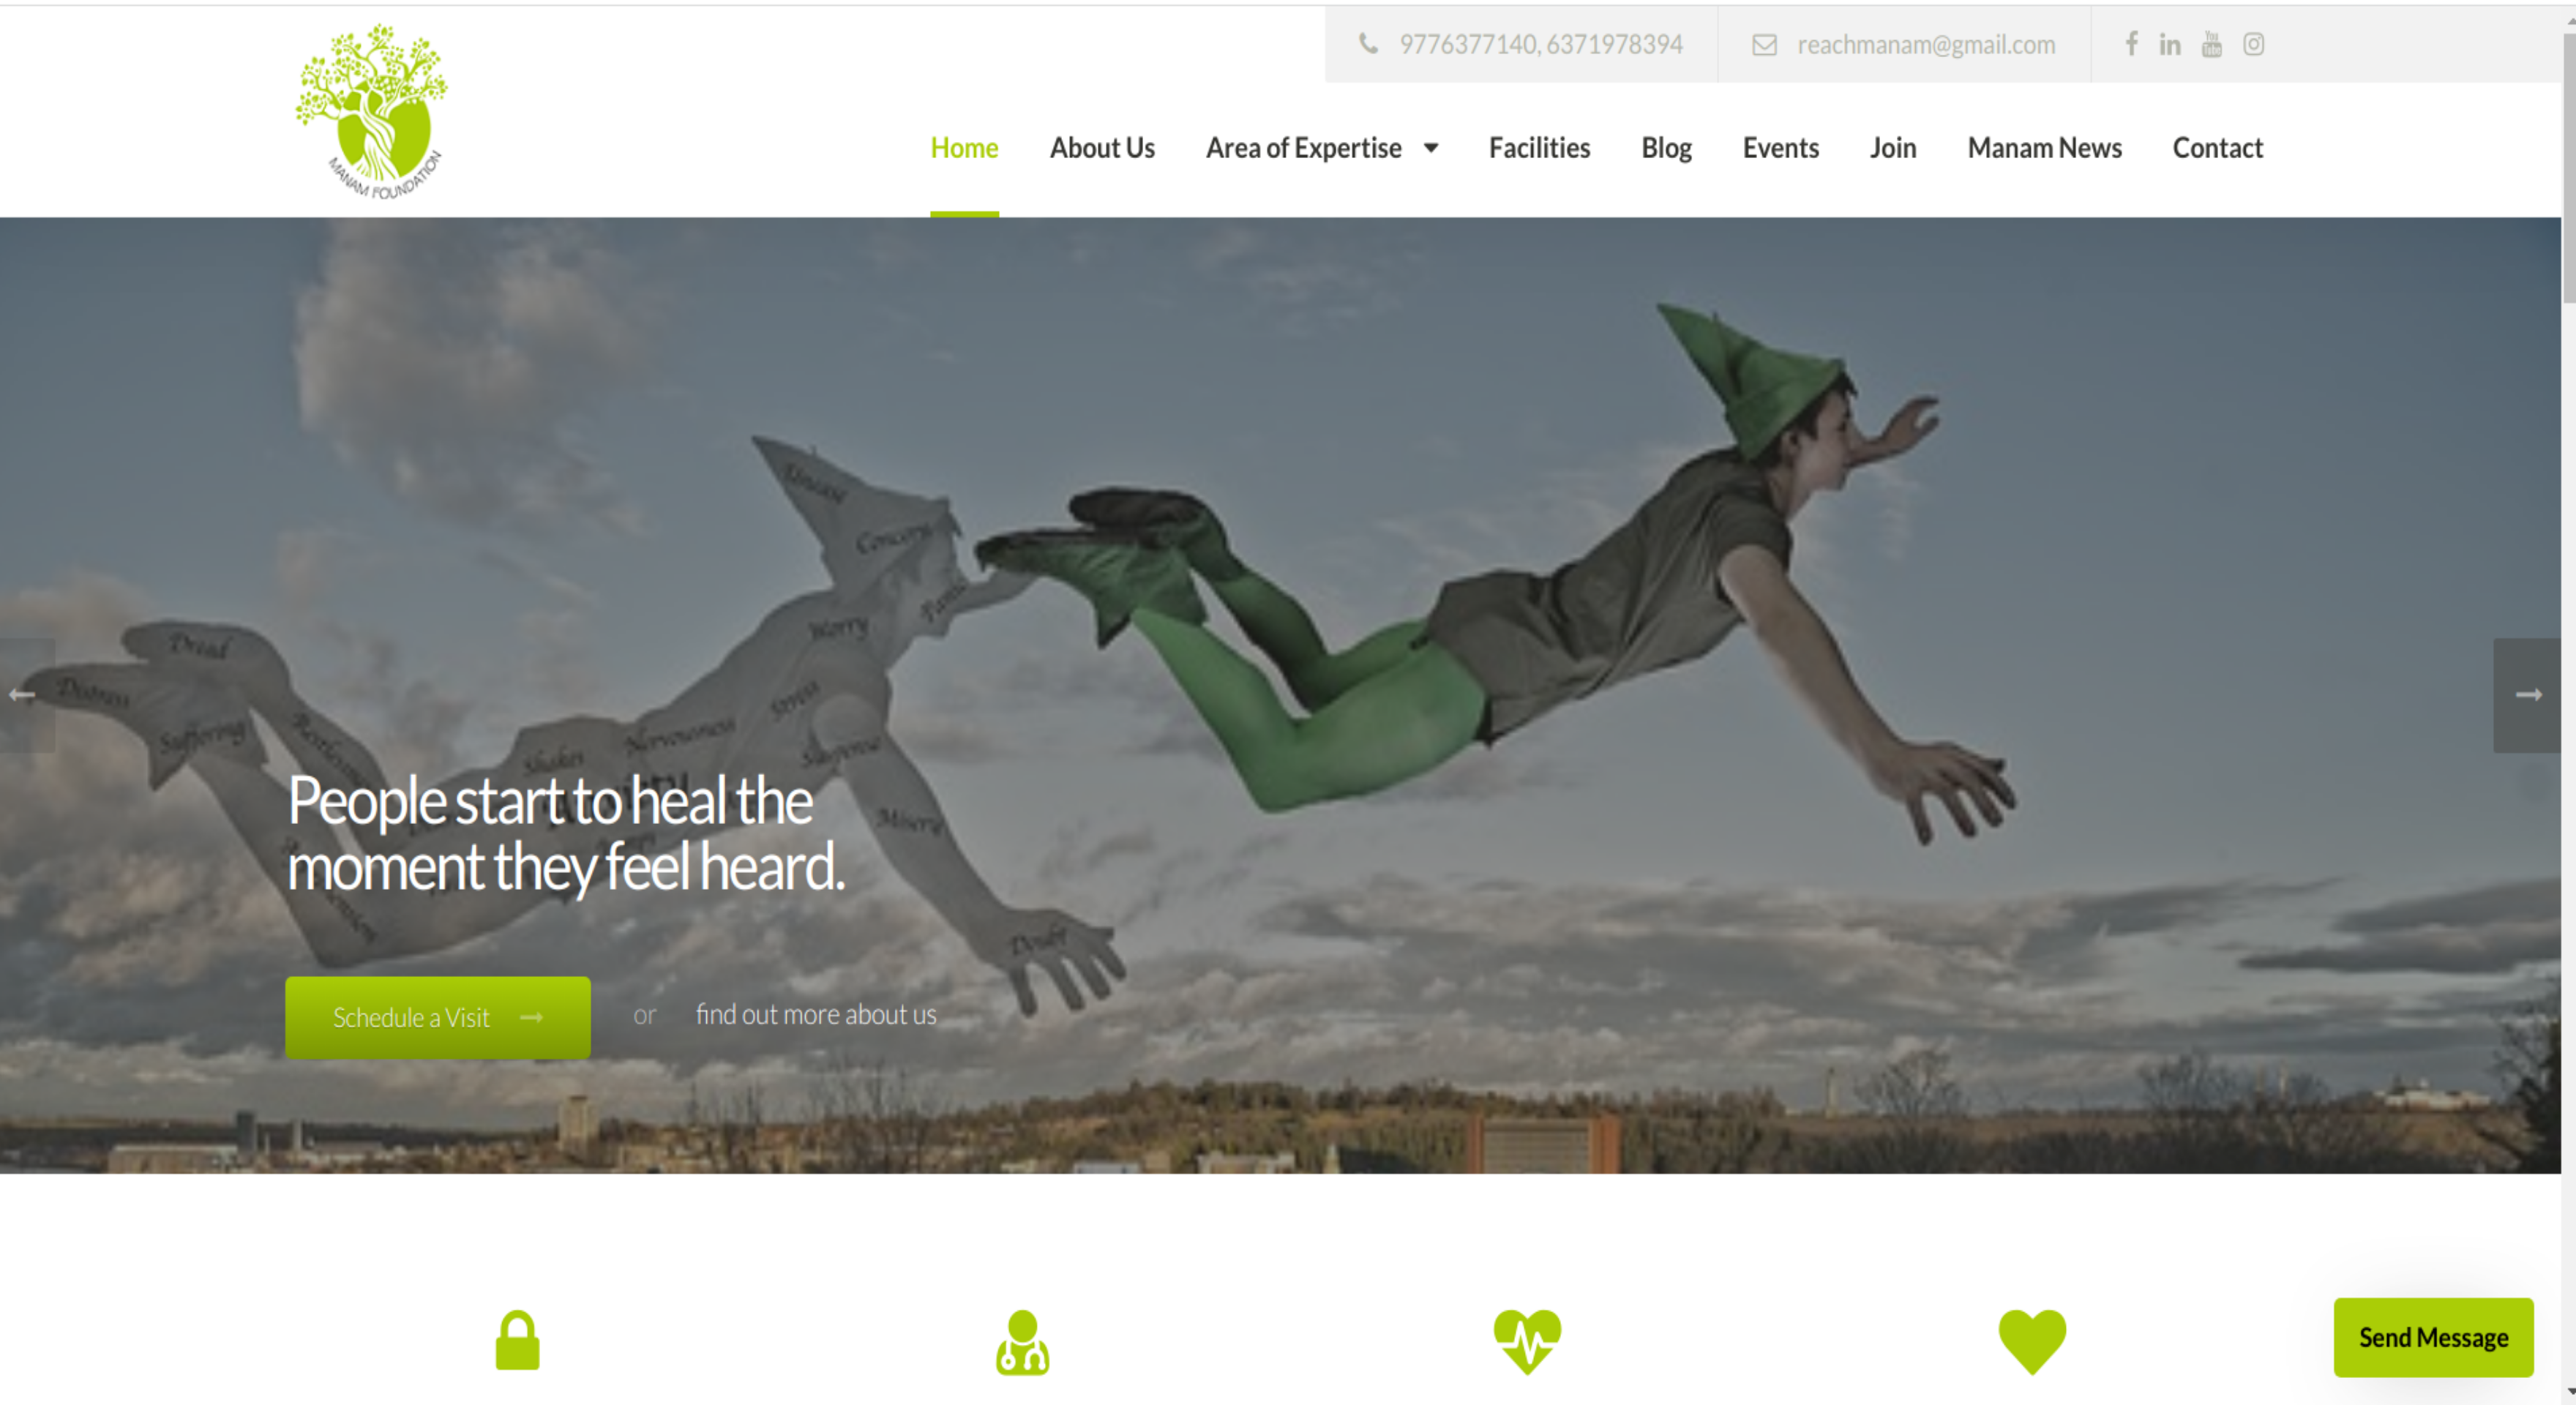 MANAM FOUNDATION
9776377140, 6371978394
reachmanam@gmail.com
Home
About Us
Area of Expertise
Facilities
Blog
Events
Join
Manam News
Contact
Unease
Concern
Panic
Worry
Dread
Distress
Suffering
Stress
Nervousness
Shakes
Suspense
Misery
Doubt
People start to heal the
moment they feel heard.
Schedule a Visit
or
find out more about us
Send Message